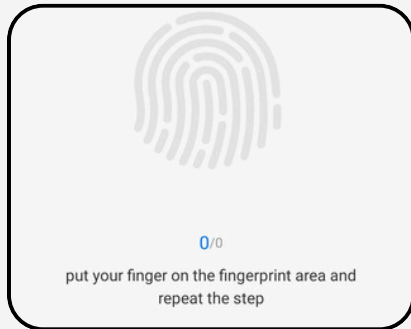 0/0
put your finger on the fingerprint area and
repeat the step